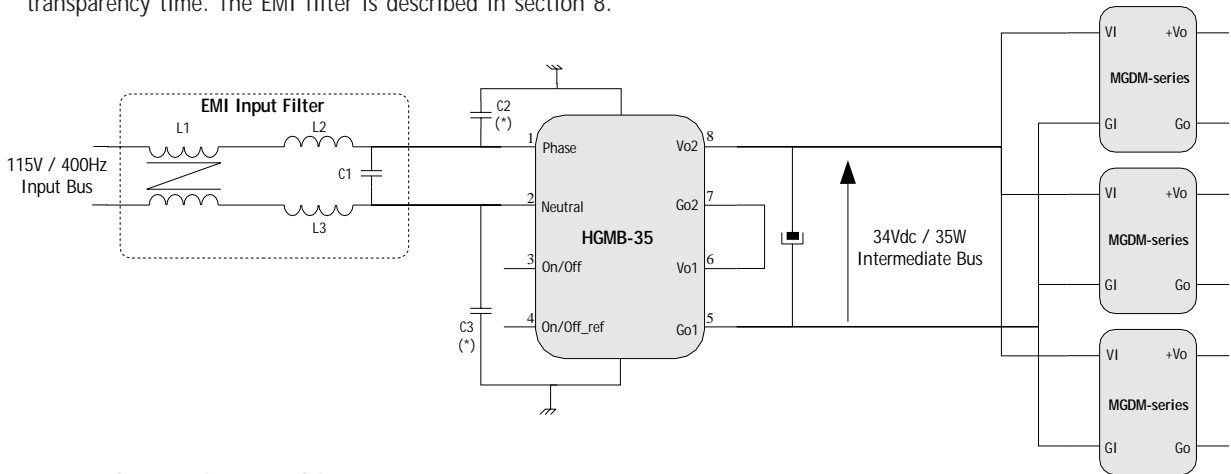 transparency time. The EMI filter is described in section 8.
EMI Input Filter
L1
L2
115V / 400Hz
Input Bus
C1
L3
C2
(*)
C3
(*)
1
Phase
2
Neutral
3
On/Off
4
On/Off_ref
HGMB-35
Vo2
8
Go2
7
Vo1
6
Go1
5
34Vdc / 35W
Intermediate Bus
VI
+Vo
MGDM-series
GI
Go
VI
+Vo
MGDM-series
GI
Go
VI
+Vo
MGDM-series
GI
Go